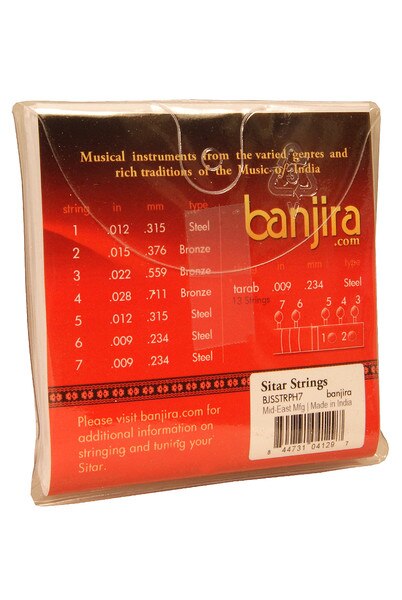 Musical instruments from the varied genres and
rich traditions of the Music of India
string in mm type
1 .012 .315 Steel
2 .015 .376 Bronze
3 .022 .559 Bronze
4 .028 .711 Bronze
5 .012 .315 Steel
6 .009 .234 Steel
7 .009 .234 Steel
banjira
.com
in mm type
tarab .009 .234 Steel
13 Strings
7 6 5 4 3
1 2
Sitar Strings
BJSSTRPH7 banjira
Mid-East Mfg | Made in India
8 44731 04129 7
Please visit banjira.com for
additional information on
stringing and tuning your
Sitar.